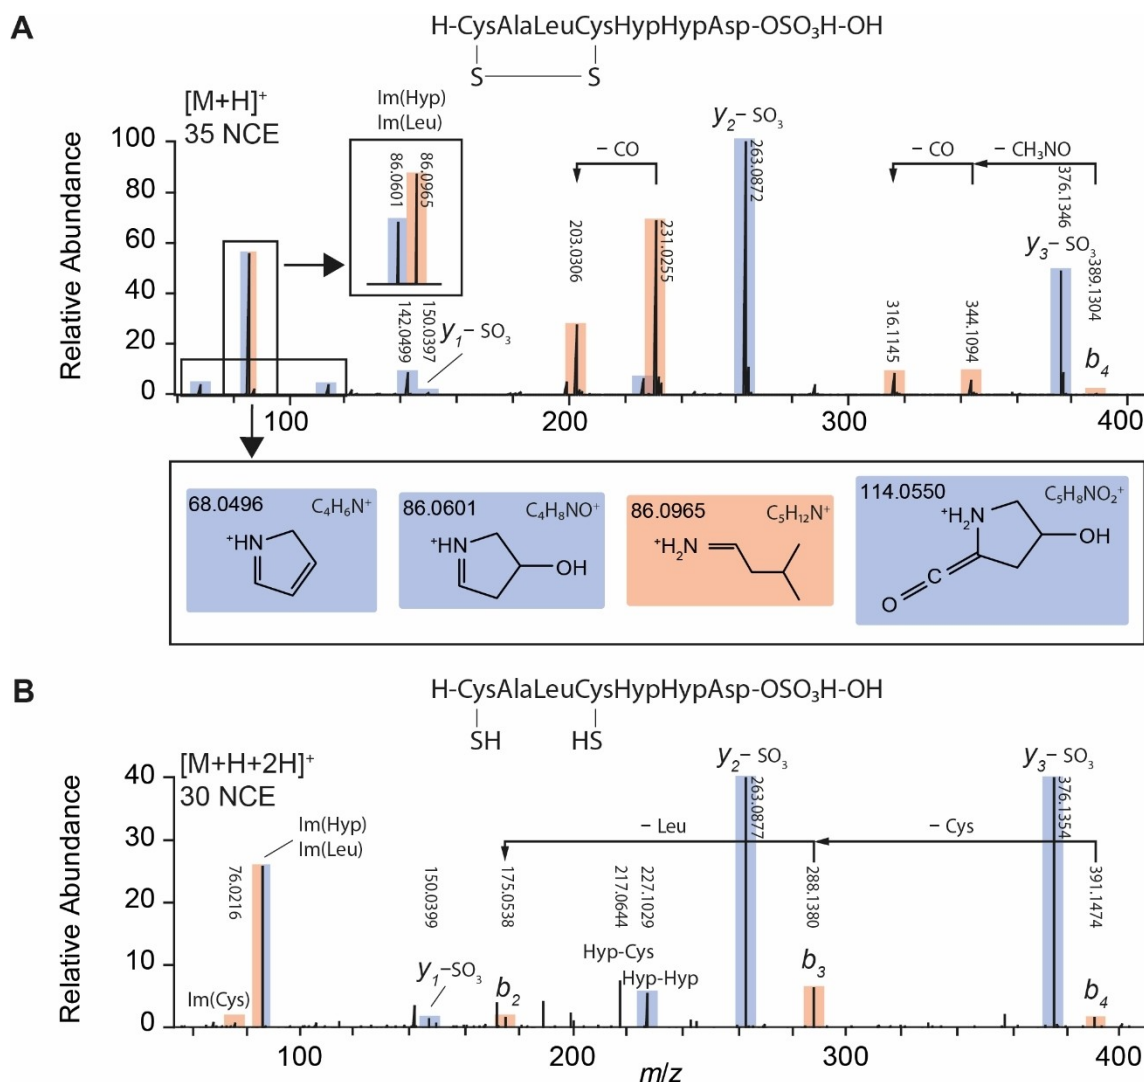 A
H-CysAlaLeuCysHypHypAsp-OSO₃H-OH
S S
[M+H]⁺
35 NCE
Im(Hyp)
Im(Leu)
86.0601
86.0965
y₂– SO₃
– CO
– CO
– CH₃NO
263.0872
376.1346
203.0306
231.0255
y₃– SO₃
389.1304
142.0499
150.0397
y₁– SO₃
316.1145
344.1094
b₄
Relative Abundance
100
80
60
40
20
0
100 200 300 400
68.0496 C₄H₆N⁺
⁺HN
86.0601 C₄H₈NO⁺
⁺HN
OH
86.0965 C₅H₁₂N⁺
⁺H₂N
114.0550 C₅H₈NO₂⁺
⁺H₂N
OH
C
O
B
H-CysAlaLeuCysHypHypAsp-OSO₃H-OH
SH HS
[M+H+2H]⁺
30 NCE
y₂– SO₃
y₃– SO₃
263.0877
376.1354
Im(Hyp)
Im(Leu)
– Leu
– Cys
76.0216
150.0399
175.0538
217.0644
227.1029
288.1380
391.1474
Hyp-Cys
Hyp-Hyp
Im(Cys)
y₁–SO₃
b₂
b₃
b₄
Relative Abundance
40
30
20
10
0
100 200 300 400
m/z